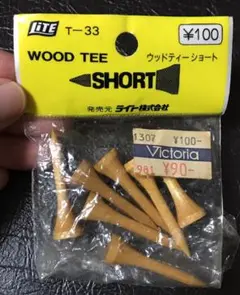 LITE T-33 ¥100
WOOD TEE ウッドティーショート
SHORT
発売元 ライト株式会社
1307 ¥100-
Victoria
981 ¥90-